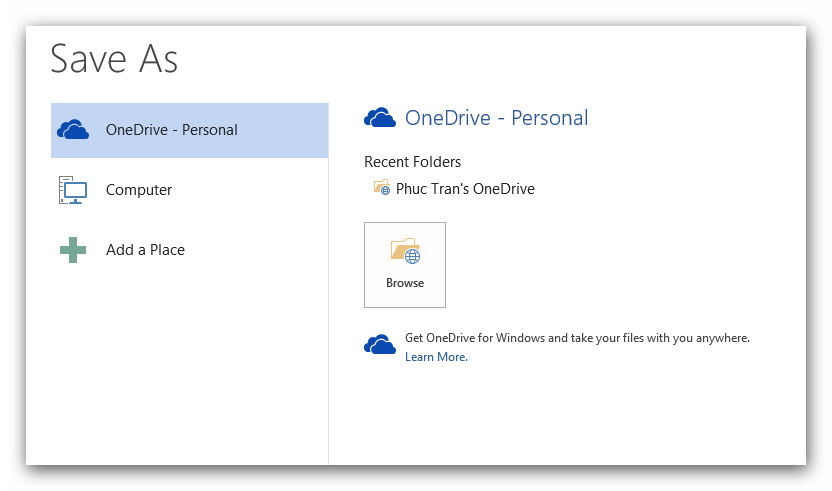 Save As
OneDrive - Personal
Computer
Add a Place
OneDrive - Personal
Recent Folders
Phuc Tran's OneDrive
Browse
Get OneDrive for Windows and take your files with you anywhere.
Learn More.